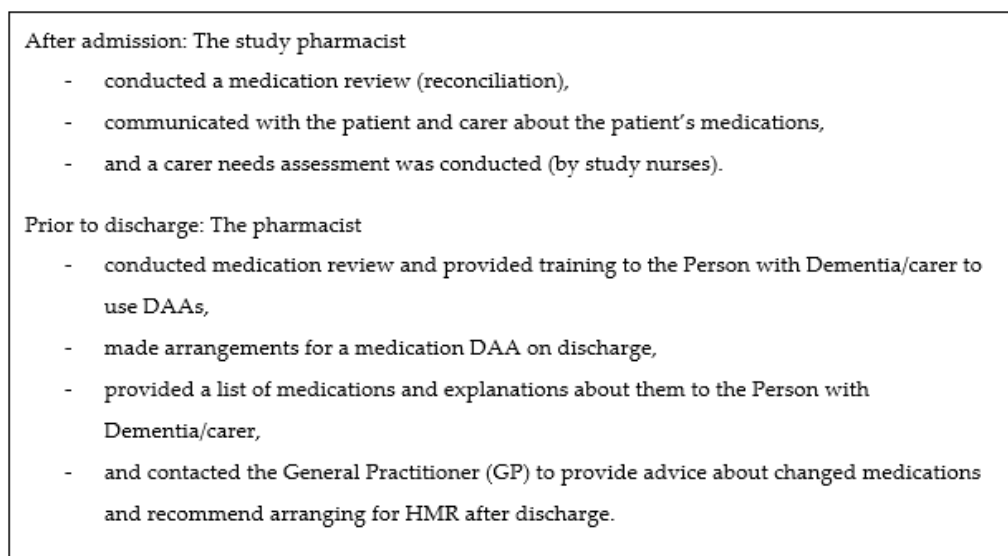 After admission: The study pharmacist
- conducted a medication review (reconciliation),
- communicated with the patient and carer about the patient's medications,
- and a carer needs assessment was conducted (by study nurses).
Prior to discharge: The pharmacist
- conducted medication review and provided training to the Person with Dementia/carer to
use DAAs,
- made arrangements for a medication DAA on discharge,
- provided a list of medications and explanations about them to the Person with
Dementia/carer,
- and contacted the General Practitioner (GP) to provide advice about changed medications
and recommend arranging for HMR after discharge.